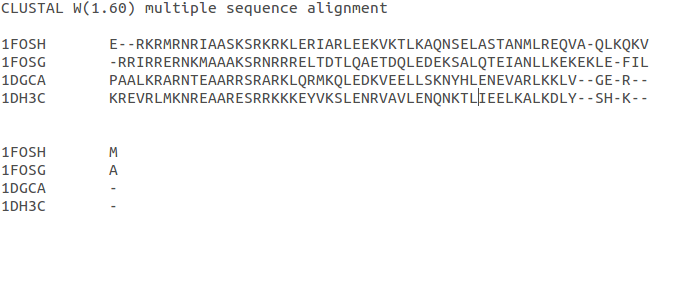 CLUSTAL W(1.60) multiple sequence alignment
1FOSH E--RKRMRNRIAASKSRKRKLERIARLEEKVKTLKAQNSELASTANMLREQVA-QLKQKV
1FOSG -RRIRRERNKMAAAKSRNRRRELTDTLQAETDQLEDEKSALQTEIANLLKEKEKLE-FIL
1DGCA PAALKRARNTEAARRSRARKLQRMKQLEDKVEELLSKNYHLENEVARLKKLV--GE-R--
1DH3C KREVRLMKNREAARESRRKKKEYVKSLENRVAVLENQNKTLIEELKALKDLY--SH-K--
1FOSH M
1FOSG A
1DGCA -
1DH3C -